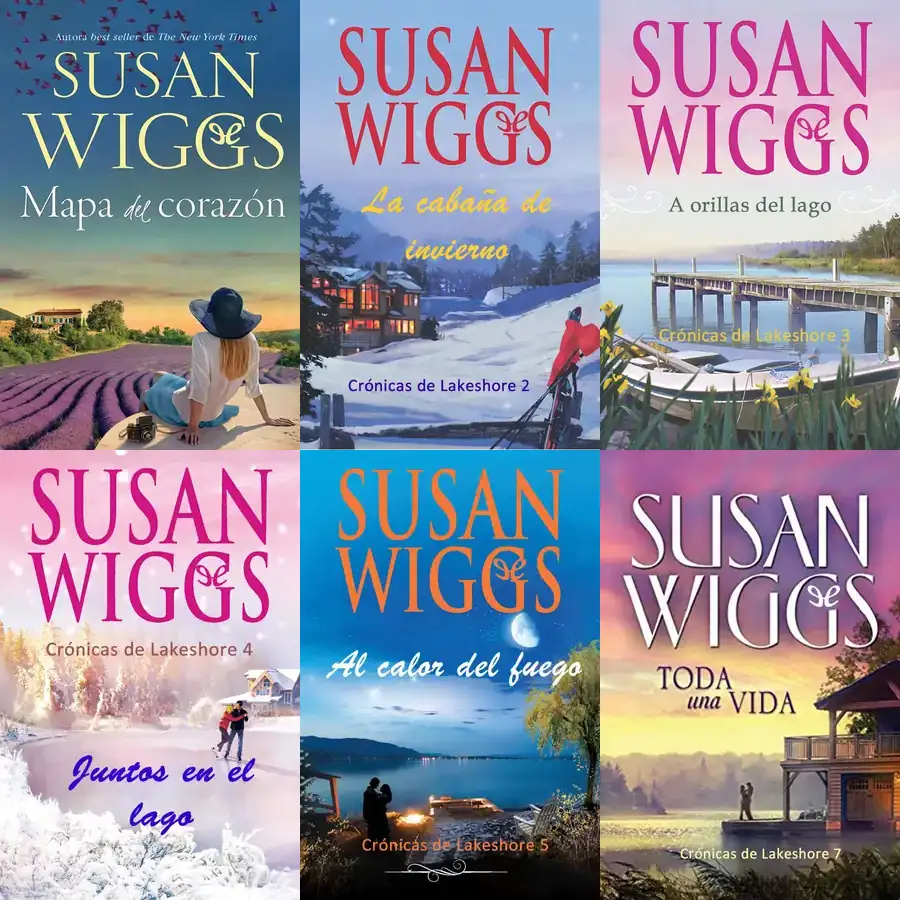 Autora best seller de The New York Times
SUSAN
WIGGS
Mapa del corazón
SUSAN
WIGGS
La cabaña de
invierno
Crónicas de Lakeshore 2
SUSAN
WIGGS
A orillas del lago
Crónicas de Lakeshore 3
SUSAN
WIGGS
Crónicas de Lakeshore 4
Juntos en el
lago
SUSAN
WIGGS
Al calor del fuego
Crónicas de Lakeshore 5
SUSAN
WIGGS
TODA
una VIDA
Crónicas de Lakeshore 7